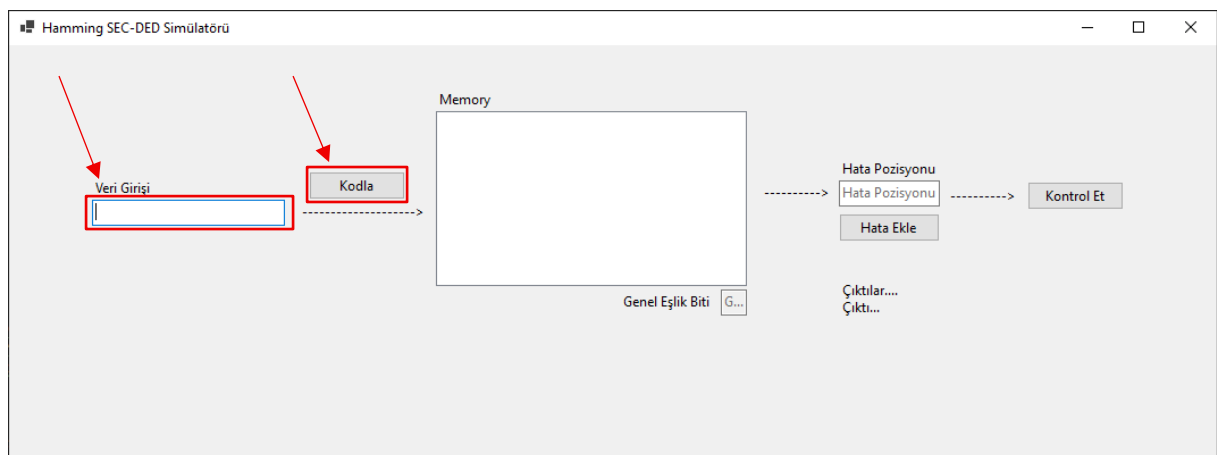 Hamming SEC-DED Simülatörü
Memory
Veri Girişi
Kodla
------------------->
---------->
Hata Pozisyonu
Hata Pozisyonu
---------->
Kontrol Et
Hata Ekle
Genel Eşlik Biti
G...
Çıktılar....
Çıktı...